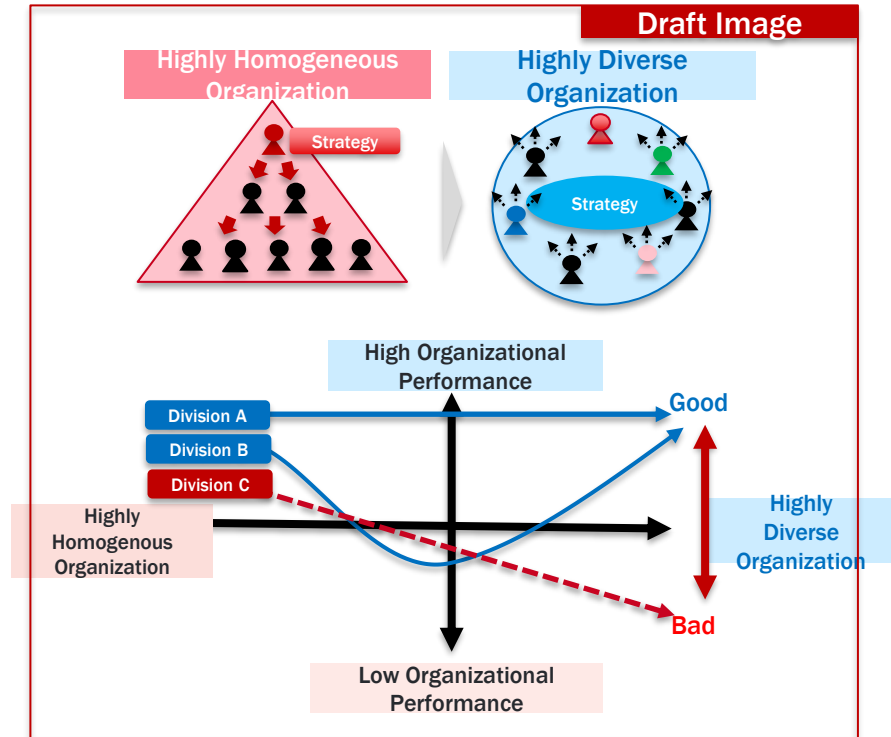 Draft Image
Highly Homogeneous
Organization
Highly Diverse
Organization
Strategy
Strategy
High Organizational
Performance
Division A
Division B
Division C
Good
Highly
Homogenous
Organization
Highly
Diverse
Organization
Bad
Low Organizational
Performance